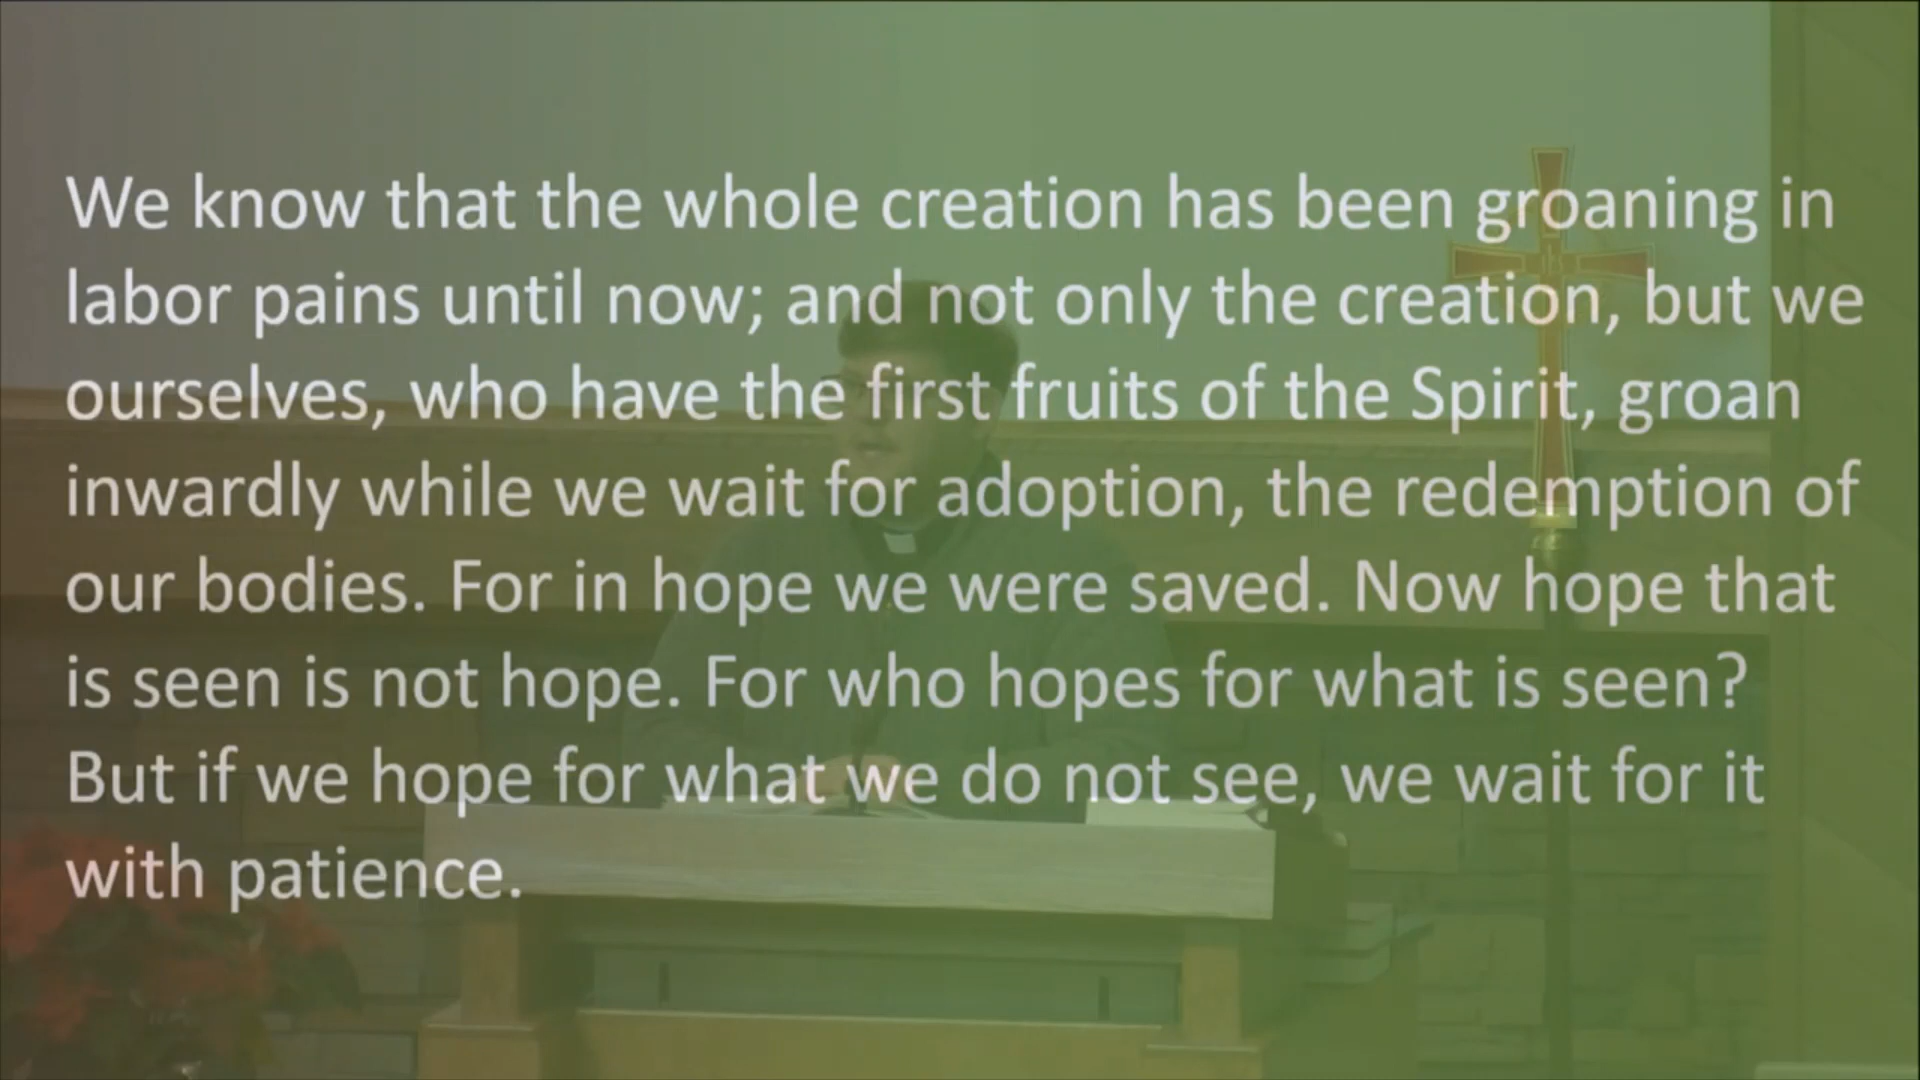 We know that the whole creation has been groaning in
labor pains until now; and not only the creation, but we
ourselves, who have the first fruits of the Spirit, groan
inwardly while we wait for adoption, the redemption of
our bodies. For in hope we were saved. Now hope that
is seen is not hope. For who hopes for what is seen?
But if we hope for what we do not see, we wait for it
with patience.